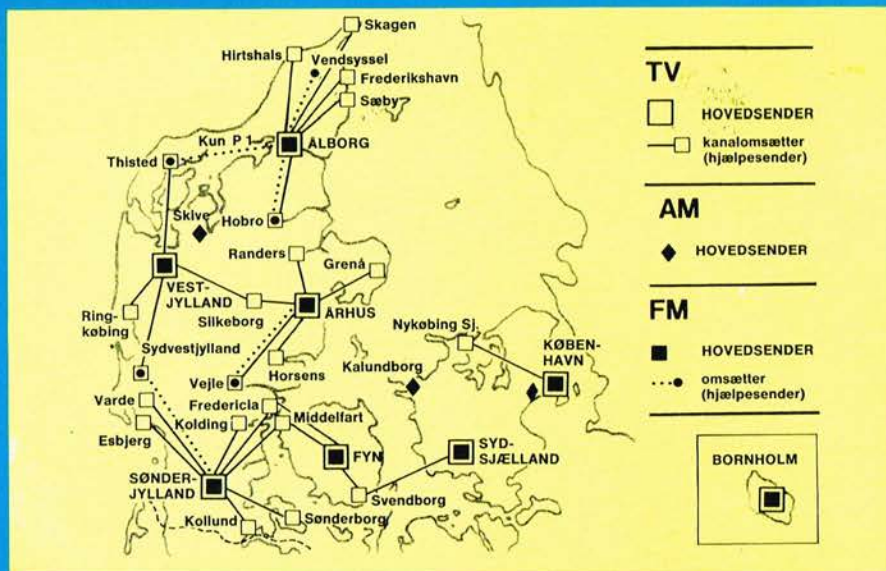 Skagen
Hirtshals
Vendsyssel
Frederikshavn
Sæby
Kun P 1
ÅLBORG
Thisted
Skive
Hobro
Randers
Grenå
VEST-
JYLLAND
Silkeborg
ÅRHUS
Ring-
købing
Nykøbing Sj.
Sydvestjylland
KØBEN-
HAVN
Horsens
Kalundborg
Vejle
Varde
Fredericia
Middelfart
Kolding
Esbjerg
FYN
SYD-
SJÆLLAND
SØNDER-
JYLLAND
Svendborg
Kollund
Sønderborg
TV
HOVEDSENDER
kanalomsætter
(hjælpesender)
AM
HOVEDSENDER
FM
HOVEDSENDER
omsætter
(hjælpesender)
BORNHOLM